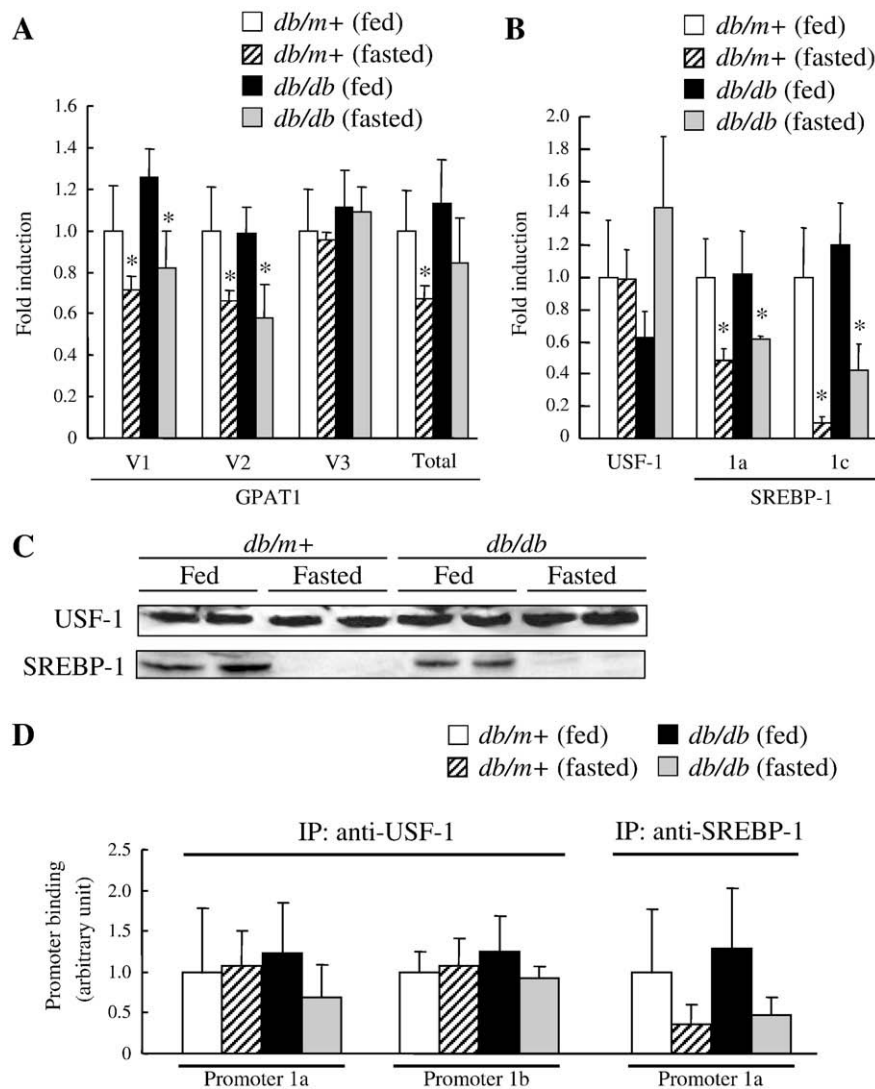 A
db/m+ (fed)
db/m+ (fasted)
db/db (fed)
db/db (fasted)
Fold induction
1.6
1.4
1.2
1.0
0.8
0.6
0.4
0.2
0
*
*
*
*
*
V1
V2
V3
Total
GPAT1
B
db/m+ (fed)
db/m+ (fasted)
db/db (fed)
db/db (fasted)
Fold induction
2.0
1.8
1.6
1.4
1.2
1.0
0.8
0.6
0.4
0.2
0
*
*
*
*
USF-1
1a
1c
SREBP-1
C
db/m+
db/db
Fed
Fasted
Fed
Fasted
USF-1
SREBP-1
D
db/m+ (fed)
db/db (fed)
db/m+ (fasted)
db/db (fasted)
IP: anti-USF-1
IP: anti-SREBP-1
Promoter binding
(arbitrary unit)
2.5
2.0
1.5
1.0
0.5
0
Promoter 1a
Promoter 1b
Promoter 1a